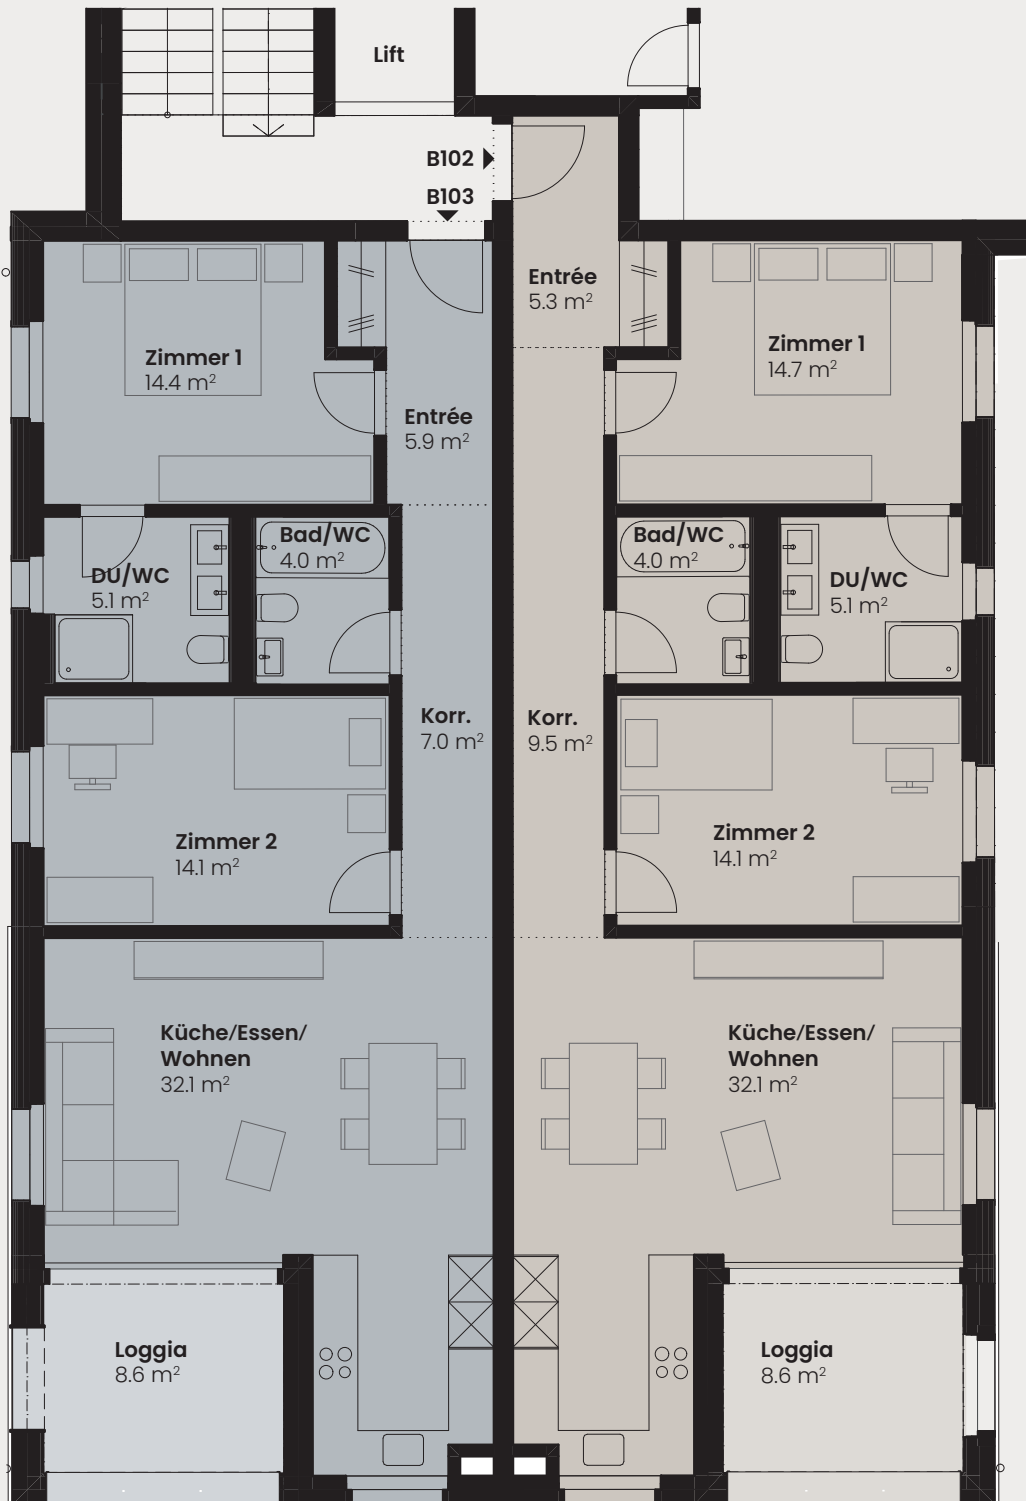 Lift
B102
B103
Entrée
5.3 m²
Zimmer 1
14.4 m²
Zimmer 1
14.7 m²
Entrée
5.9 m²
Bad/WC
4.0 m²
Bad/WC
4.0 m²
DU/WC
5.1 m²
DU/WC
5.1 m²
Korr.
7.0 m²
Korr.
9.5 m²
Zimmer 2
14.1 m²
Zimmer 2
14.1 m²
Küche/Essen/
Wohnen
32.1 m²
Küche/Essen/
Wohnen
32.1 m²
Loggia
8.6 m²
Loggia
8.6 m²